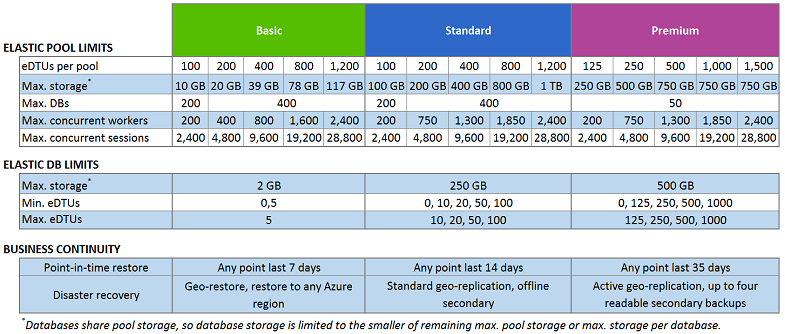 Basic Standard Premium
ELASTIC POOL LIMITS
eDTUs per pool 100 200 400 800 1,200 100 200 400 800 1,200 125 250 500 1,000 1,500
Max. storage* 10 GB 20 GB 39 GB 78 GB 117 GB 100 GB 200 GB 400 GB 800 GB 1 TB 250 GB 500 GB 750 GB 750 GB 750 GB
Max. DBs 200 400 200 400 50
Max. concurrent workers 200 400 800 1,600 2,400 200 750 1,300 1,850 2,400 200 750 1,300 1,850 2,400
Max. concurrent sessions 2,400 4,800 9,600 19,200 28,800 2,400 4,800 9,600 19,200 28,800 2,400 4,800 9,600 19,200 28,800
ELASTIC DB LIMITS
Max. storage* 2 GB 250 GB 500 GB
Min. eDTUs 0,5 0, 10, 20, 50, 100 0, 125, 250, 500, 1000
Max. eDTUs 5 10, 20, 50, 100 125, 250, 500, 1000
BUSINESS CONTINUITY
Point-in-time restore Any point last 7 days Any point last 14 days Any point last 35 days
Disaster recovery Geo-restore, restore to any Azure region Standard geo-replication, offline secondary Active geo-replication, up to four readable secondary backups
*Databases share pool storage, so database storage is limited to the smaller of remaining max. pool storage or max. storage per database.